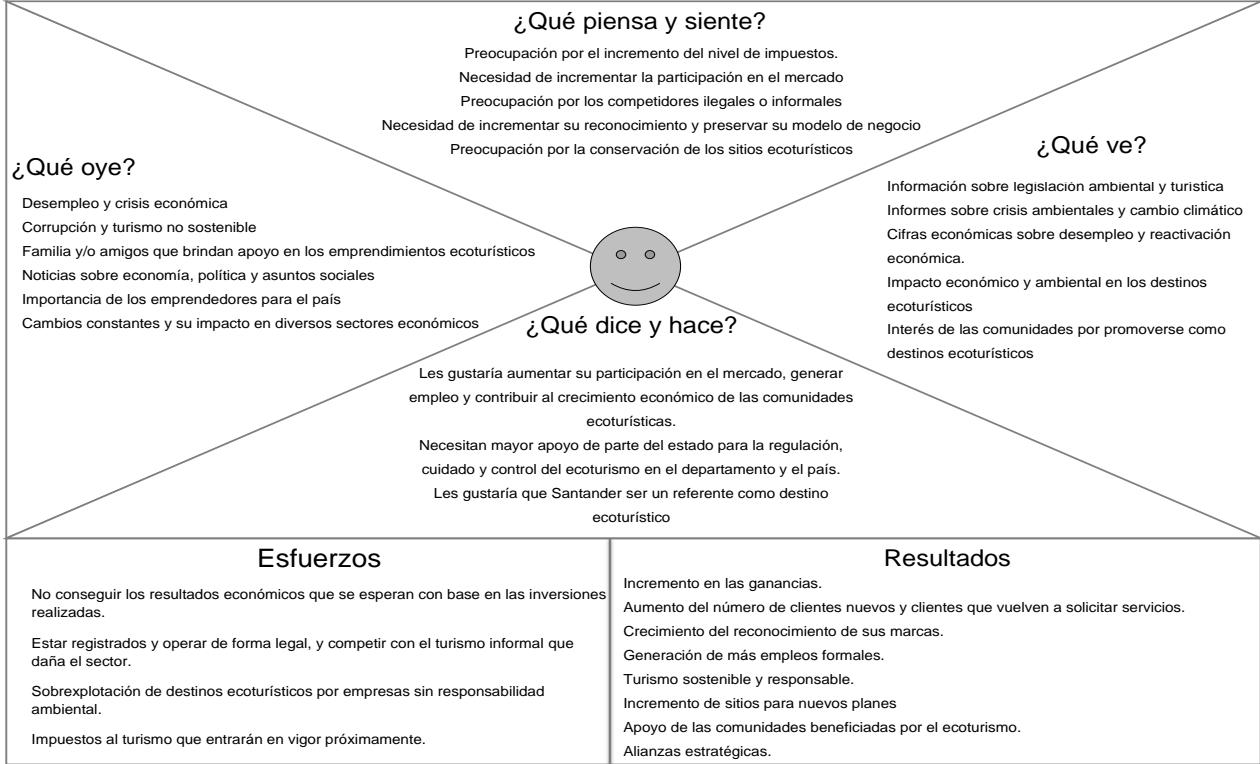 ¿Qué piensa y siente?
Preocupación por el incremento del nivel de impuestos.
Necesidad de incrementar la participación en el mercado
Preocupación por los competidores ilegales o informales
Necesidad de incrementar su reconocimiento y preservar su modelo de negocio
Preocupación por la conservación de los sitios ecoturísticos
¿Qué oye?
Desempleo y crisis económica
Corrupción y turismo no sostenible
Familia y/o amigos que brindan apoyo en los emprendimientos ecoturísticos
Noticias sobre economía, política y asuntos sociales
Importancia de los emprendedores para el país
Cambios constantes y su impacto en diversos sectores económicos
¿Qué ve?
Información sobre legislación ambiental y turística
Informes sobre crisis ambientales y cambio climático
Cifras económicas sobre desempleo y reactivación
económica.
Impacto económico y ambiental en los destinos
ecoturísticos
Interés de las comunidades por promoverse como
destinos ecoturísticos
¿Qué dice y hace?
Les gustaría aumentar su participación en el mercado, generar
empleo y contribuir al crecimiento económico de las comunidades
ecoturísticas.
Necesitan mayor apoyo de parte del estado para la regulación,
cuidado y control del ecoturismo en el departamento y el país.
Les gustaría que Santander ser un referente como destino
ecoturístico
Esfuerzos
No conseguir los resultados económicos que se esperan con base en las inversiones
realizadas.
Estar registrados y operar de forma legal, y competir con el turismo informal que
daña el sector.
Sobrexplotación de destinos ecoturísticos por empresas sin responsabilidad
ambiental.
Impuestos al turismo que entrarán en vigor próximamente.
Resultados
Incremento en las ganancias.
Aumento del número de clientes nuevos y clientes que vuelven a solicitar servicios.
Crecimiento del reconocimiento de sus marcas.
Generación de más empleos formales.
Turismo sostenible y responsable.
Incremento de sitios para nuevos planes
Apoyo de las comunidades beneficiadas por el ecoturismo.
Alianzas estratégicas.